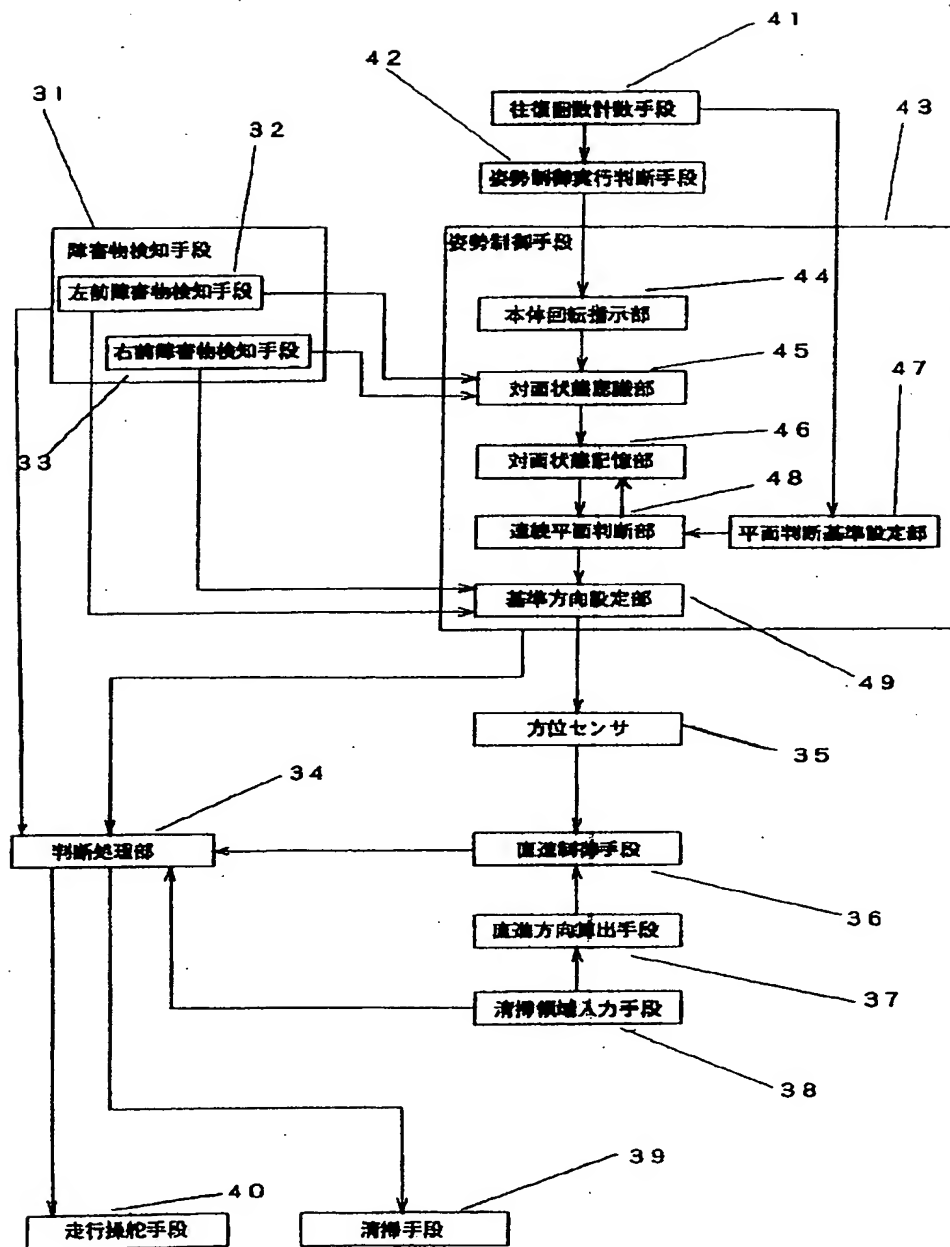 41
往復回数計数手段
42
姿勢制御実行判断手段
43
31
32
障害物検知手段
左前障害物検知手段
右前障害物検知手段
33
姿勢制御手段
44
本体回転指示部
45
対面状態認識部
46
対面状態記憶部
47
48
連続平面判断部
平面判断基準設定部
基準方向設定部
49
方位センサ
35
34
判断処理部
直進制御手段
36
直進方向算出手段
37
清掃領域入力手段
38
39
40
走行操舵手段
清掃手段